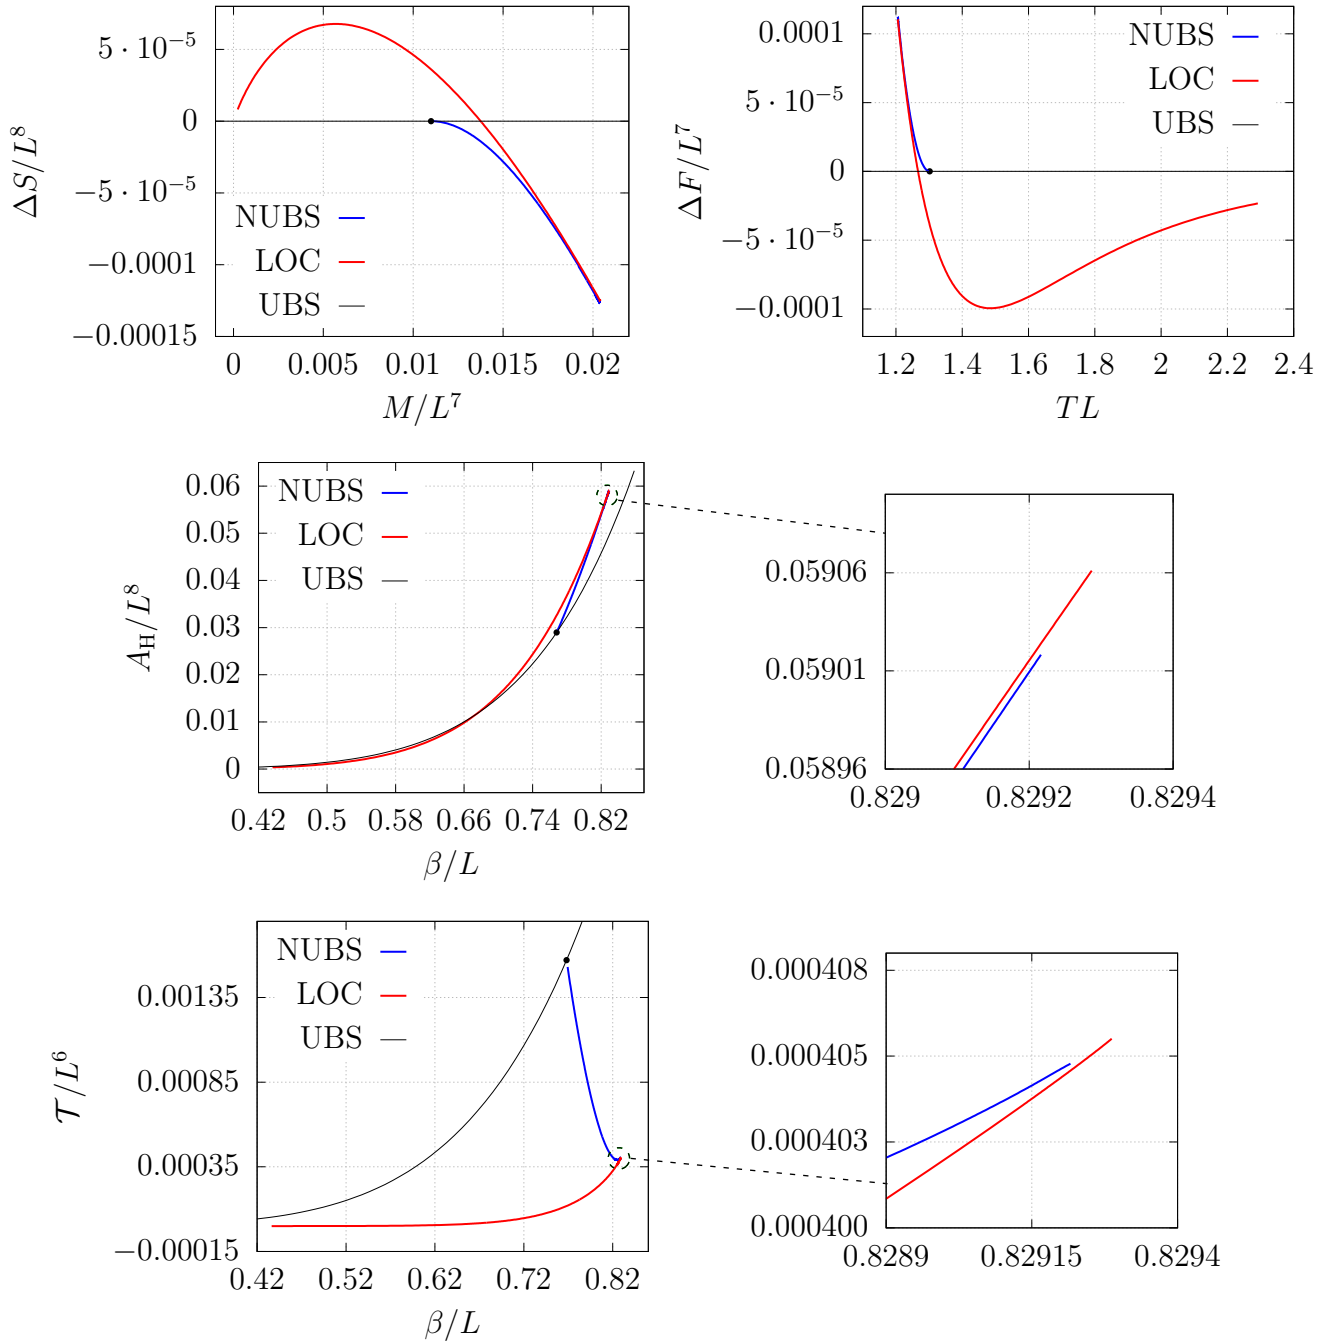 ΔS/L⁸
5 · 10⁻⁵
0
−5 · 10⁻⁵
−0.0001
−0.00015
NUBS
LOC
UBS
0 0.005 0.01 0.015 0.02
M/L⁷
ΔF/L⁷
0.0001
5 · 10⁻⁵
0
−5 · 10⁻⁵
−0.0001
NUBS
LOC
UBS
1.2 1.4 1.6 1.8 2 2.2 2.4
TL
A_H/L⁸
0.06
0.05
0.04
0.03
0.02
0.01
0
NUBS
LOC
UBS
0.42 0.5 0.58 0.66 0.74 0.82
β/L
0.05906
0.05901
0.05896
0.829 0.8292 0.8294
𝒯/L⁶
0.00135
0.00085
0.00035
−0.00015
NUBS
LOC
UBS
0.42 0.52 0.62 0.72 0.82
β/L
0.000408
0.000405
0.000403
0.000400
0.8289 0.82915 0.8294